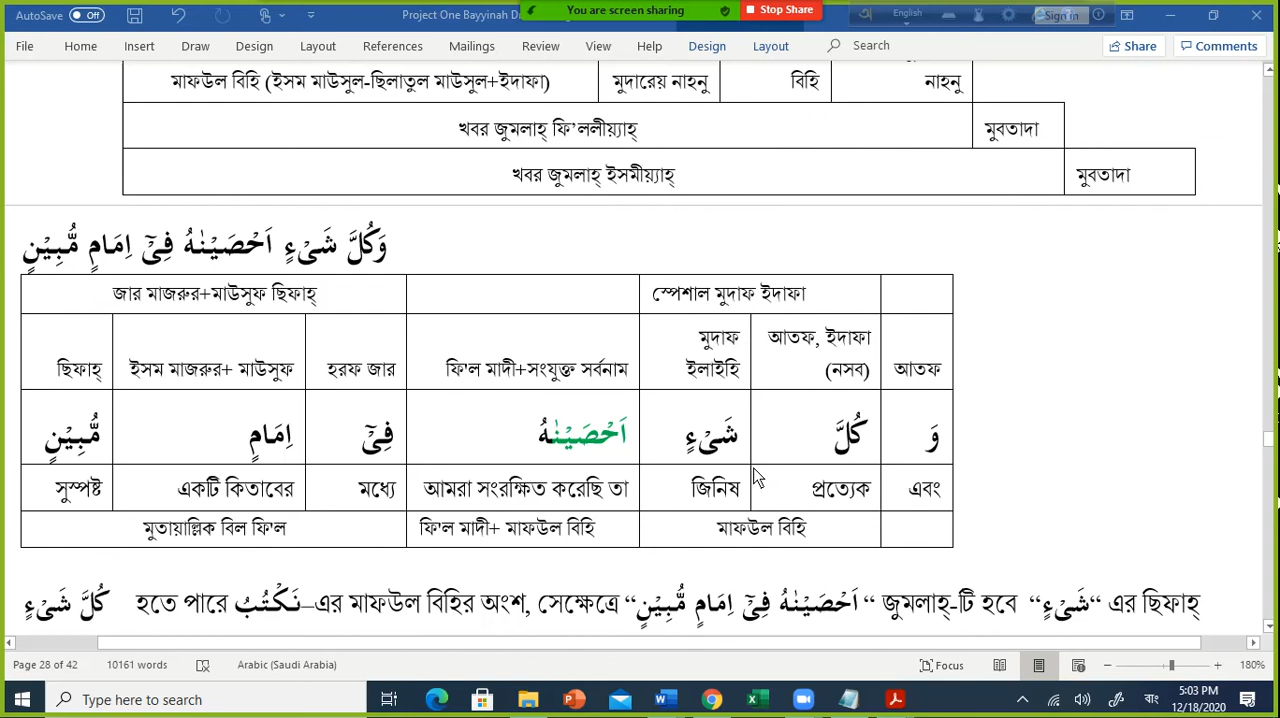 AutoSave Off Project One Bayyinah D You are screen sharing Stop Share English Sign in
File Home Insert Draw Design Layout References Mailings Review View Help Design Layout Search Share Comments
মাফউল বিহি (ইসম মাউসুল-ছিলাতুল মাউসুল+ইদাফা) মুদারেয় নাহনু বিহি নাহনু
খবর জুমলাহ্ ফি’ললীয়্যাহ্ মুবতাদা
খবর জুমলাহ্ ইসমীয়্যাহ্ মুবতাদা
وَكُلَّ شَیْءٍ اَحْصَیْنٰهُ فِیْۤ اِمَامٍ مُّبِیْنٍ
জার মাজরুর+মাউসুফ ছিফাহ্ স্পেশাল মুদাফ ইদাফা
ছিফাহ্ ইসম মাজরুর+ মাউসুফ হরফ জার ফি'ল মাদী+সংযুক্ত সর্বনাম মুদাফ ইলাইহি আতফ, ইদাফা (নসব) আতফ
مُّبِیْنٍ اِمَامٍ فِیْۤ اَحْصَیْنٰهُ شَیْءٍ كُلَّ وَ
সুস্পষ্ট একটি কিতাবের মধ্যে আমরা সংরক্ষিত করেছি তা জিনিষ প্রত্যেক এবং
মুতায়াল্লিক বিল ফি'ল ফি'ল মাদী+ মাফউল বিহি মাফউল বিহি
كُلَّ شَیْءٍ হতে পারে نَكْتُبُ–এর মাফউল বিহির অংশ, সেক্ষেত্রে “اَحْصَیْنٰهُ فِیْۤ اِمَامٍ مُّبِیْنٍ “ জুমলাহ্-টি হবে “شَیْءٍ“ এর ছিফাহ্
Page 28 of 42 10161 words Arabic (Saudi Arabia) Focus 180%
Type here to search বাং 5:03 PM
12/18/2020